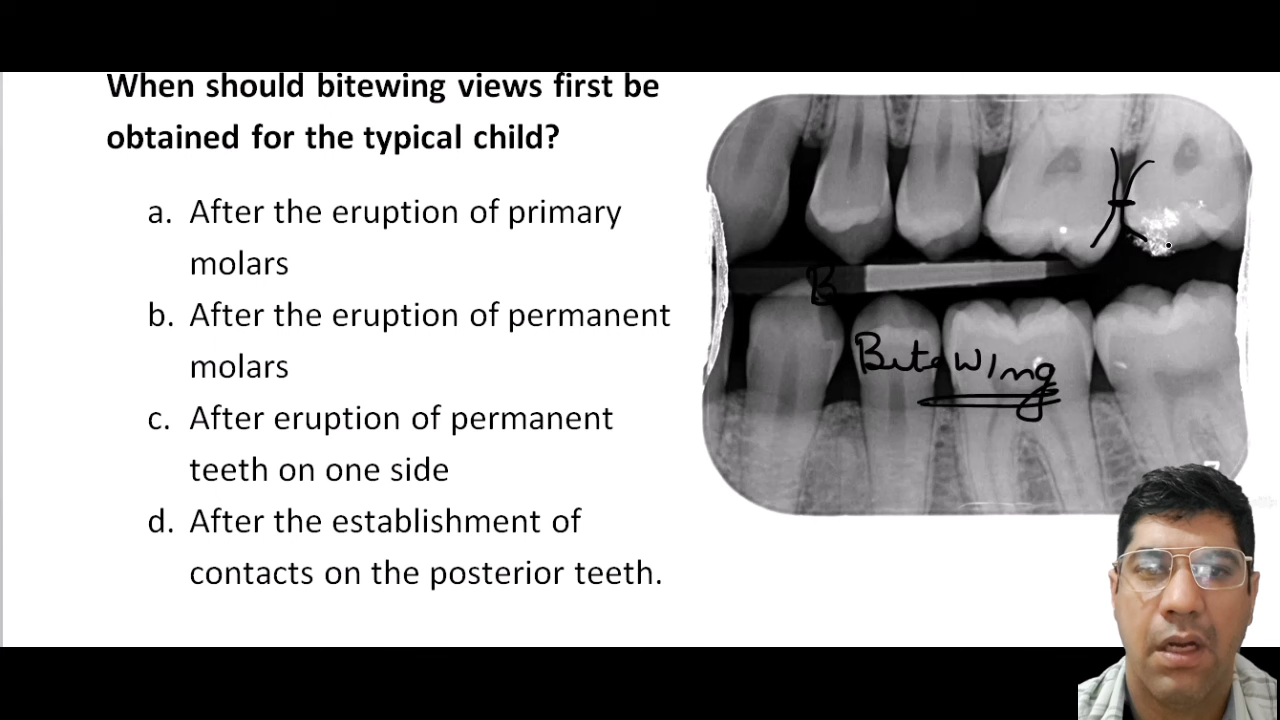 When should bitewing views first be
obtained for the typical child?
a. After the eruption of primary
molars
b. After the eruption of permanent
molars
c. After eruption of permanent
teeth on one side
d. After the establishment of
contacts on the posterior teeth.
B
Bitewing